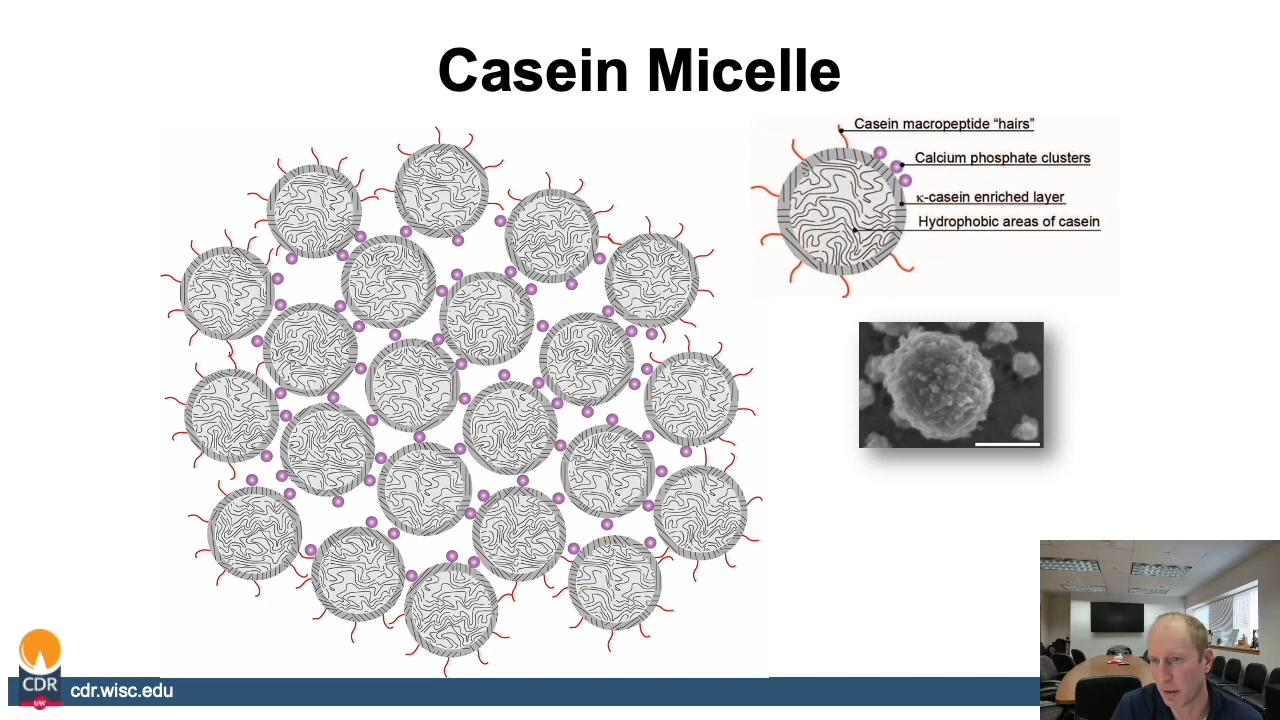 Casein Micelle
Casein macropeptide “hairs”
Calcium phosphate clusters
κ-casein enriched layer
Hydrophobic areas of casein
CDR
UW
cdr.wisc.edu